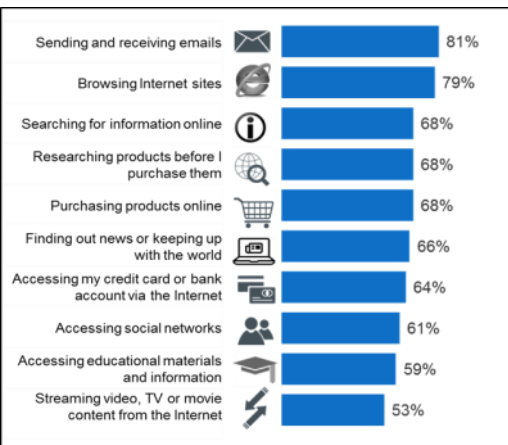 Sending and receiving emails 81%
Browsing Internet sites 79%
Searching for information online 68%
Researching products before I
purchase them 68%
Purchasing products online 68%
Finding out news or keeping up
with the world 66%
Accessing my credit card or bank
account via the Internet 64%
Accessing social networks 61%
Accessing educational materials
and information 59%
Streaming video, TV or movie
content from the Internet 53%